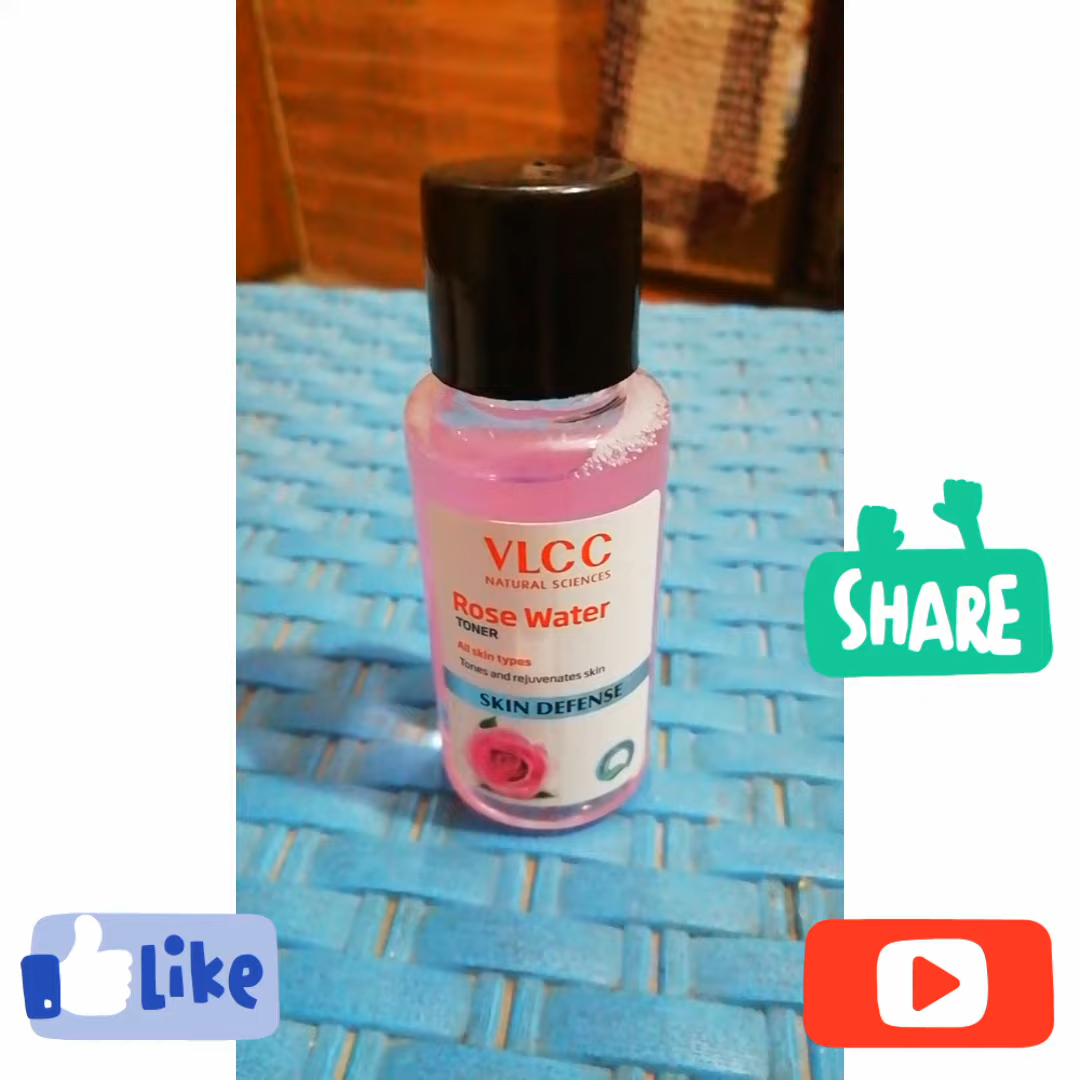 VLCC
NATURAL SCIENCES
Rose Water
TONER
All skin types
Tones and rejuvenates skin
SKIN DEFENSE
SHARE
Like